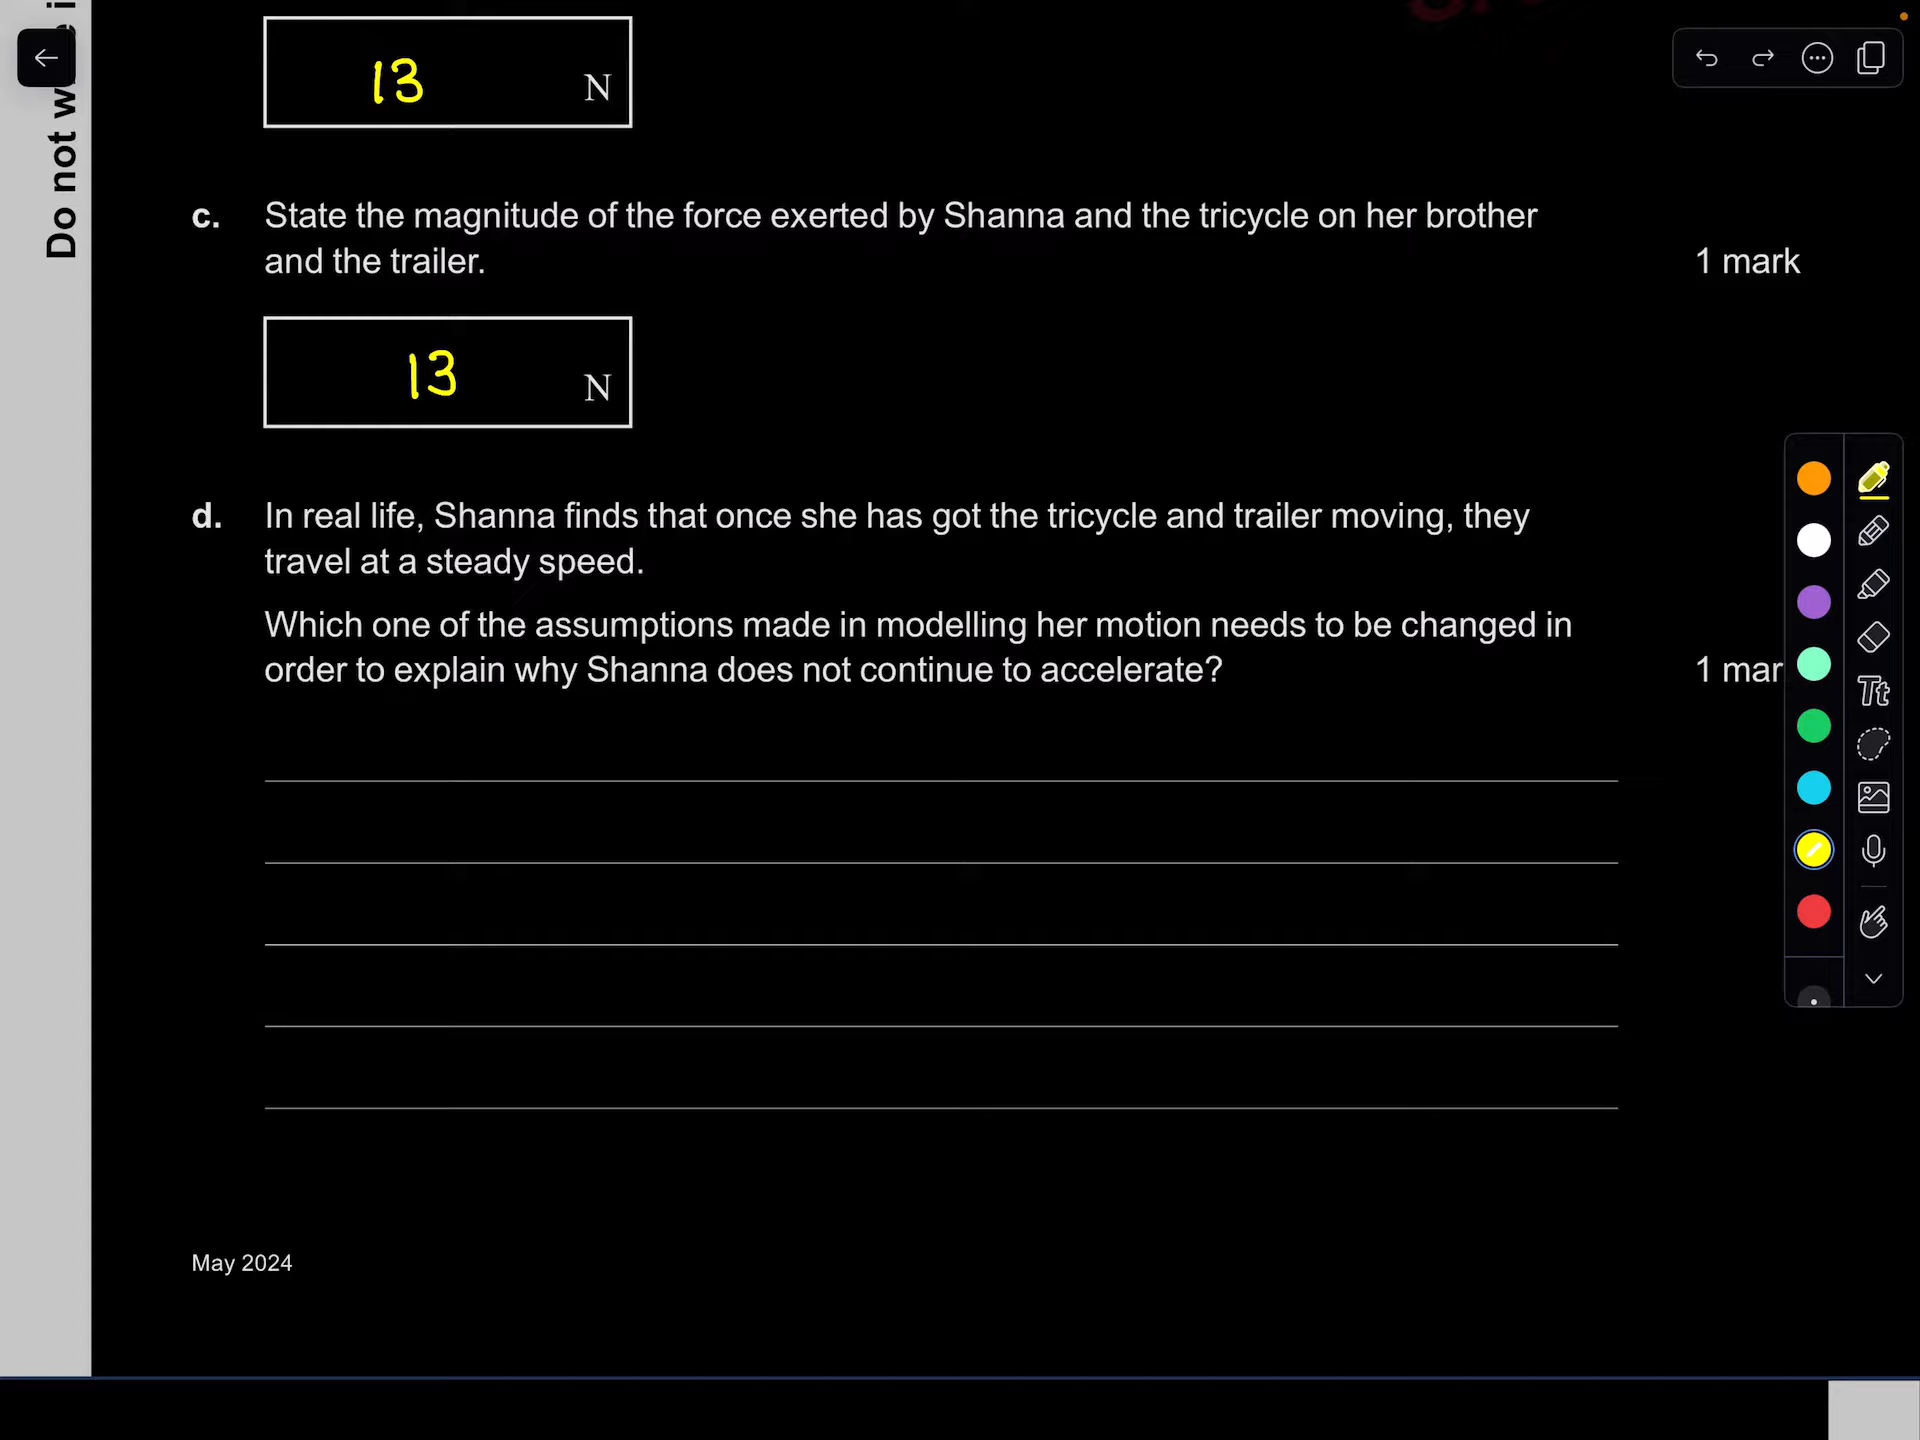 Do not w
13 N
c. State the magnitude of the force exerted by Shanna and the tricycle on her brother
and the trailer. 1 mark
13 N
d. In real life, Shanna finds that once she has got the tricycle and trailer moving, they
travel at a steady speed.
Which one of the assumptions made in modelling her motion needs to be changed in
order to explain why Shanna does not continue to accelerate? 1 mar
Tt
May 2024